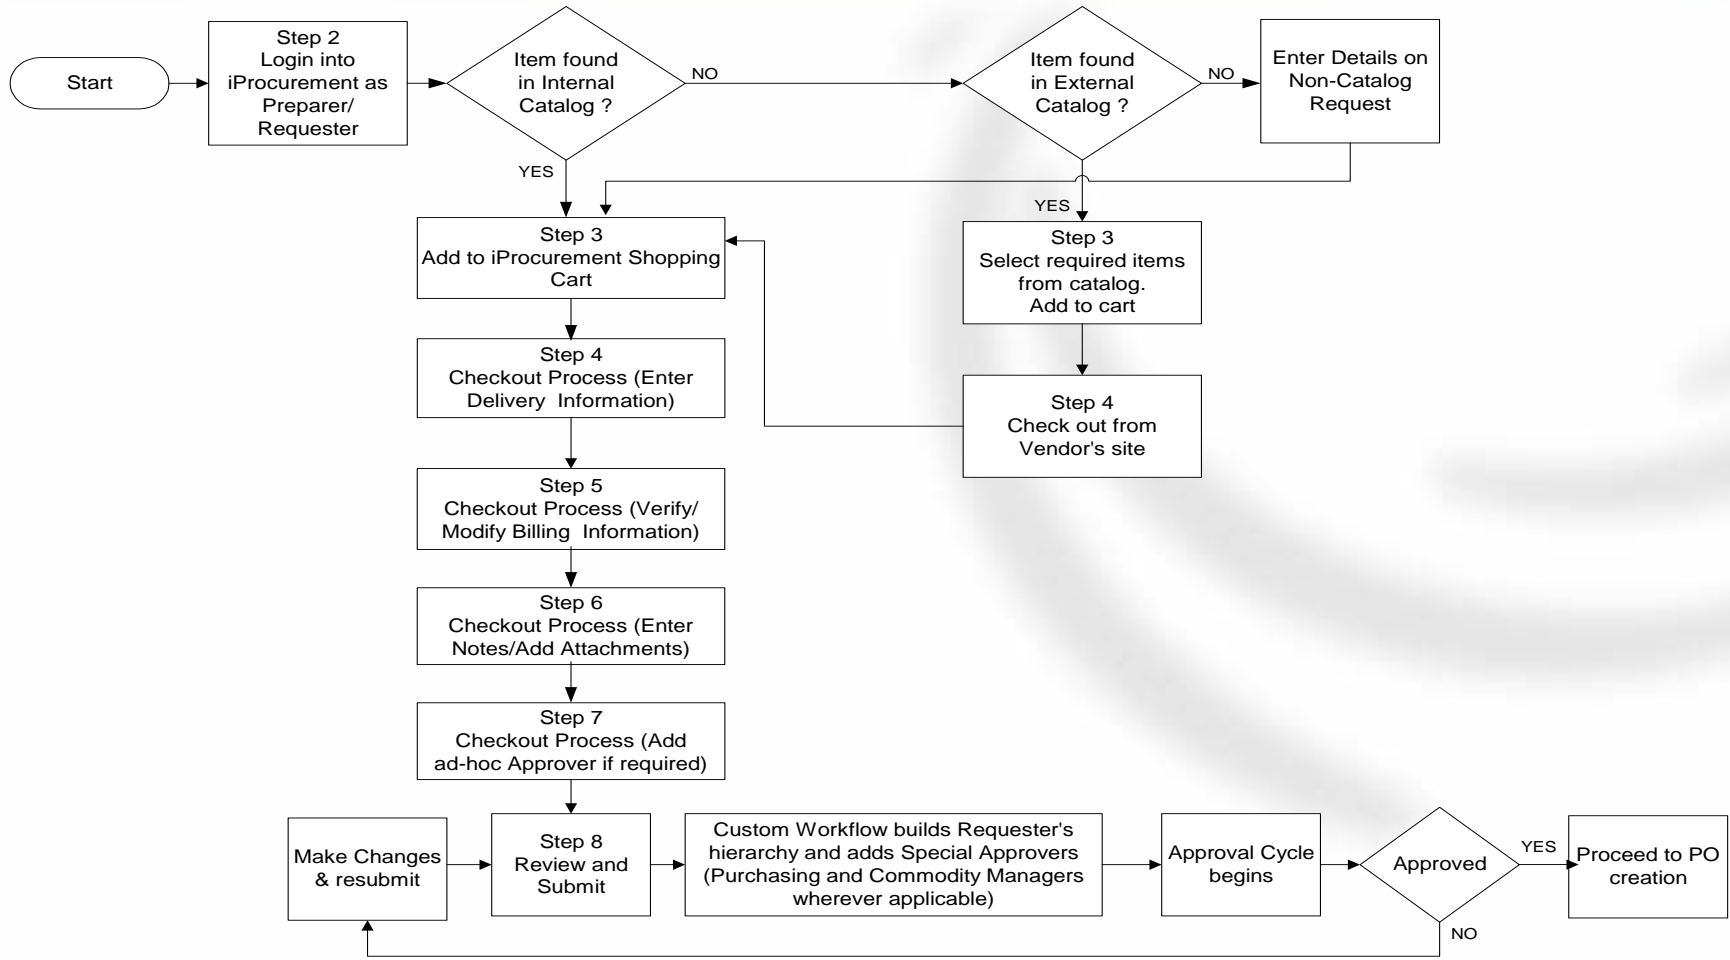 Start
Step 2
Login into
iProcurement as
Preparer/
Requester
Item found
in Internal
Catalog ?
NO
YES
Item found
in External
Catalog ?
NO
YES
Enter Details on
Non-Catalog
Request
Step 3
Add to iProcurement Shopping
Cart
Step 3
Select required items
from catalog.
Add to cart
Step 4
Checkout Process (Enter
Delivery Information)
Step 4
Check out from
Vendor's site
Step 5
Checkout Process (Verify/
Modify Billing Information)
Step 6
Checkout Process (Enter
Notes/Add Attachments)
Step 7
Checkout Process (Add
ad-hoc Approver if required)
Make Changes
& resubmit
Step 8
Review and
Submit
Custom Workflow builds Requester's
hierarchy and adds Special Approvers
(Purchasing and Commodity Managers
wherever applicable)
Approval Cycle
begins
Approved
YES
NO
Proceed to PO
creation